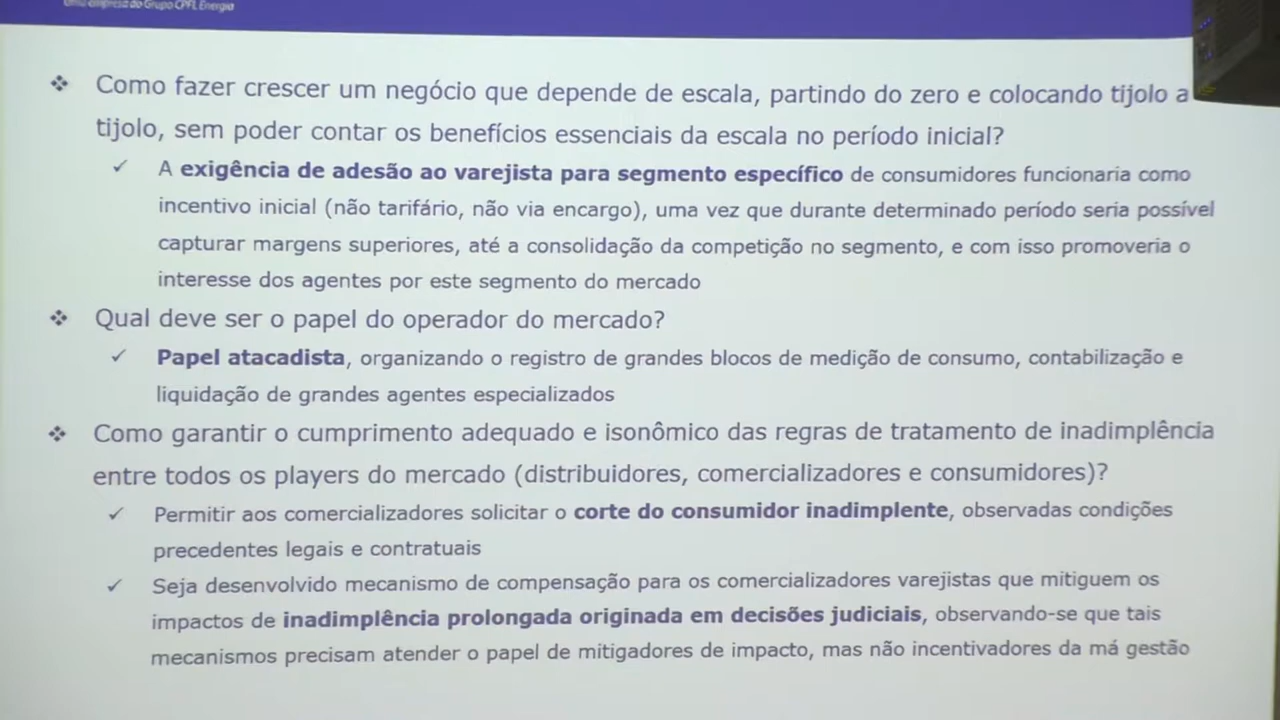 uma empresa do Grupo CPFL Energia
❖ Como fazer crescer um negócio que depende de escala, partindo do zero e colocando tijolo a
tijolo, sem poder contar os benefícios essenciais da escala no período inicial?
✓ A exigência de adesão ao varejista para segmento específico de consumidores funcionaria como
incentivo inicial (não tarifário, não via encargo), uma vez que durante determinado período seria possível
capturar margens superiores, até a consolidação da competição no segmento, e com isso promoveria o
interesse dos agentes por este segmento do mercado
❖ Qual deve ser o papel do operador do mercado?
✓ Papel atacadista, organizando o registro de grandes blocos de medição de consumo, contabilização e
liquidação de grandes agentes especializados
❖ Como garantir o cumprimento adequado e isonômico das regras de tratamento de inadimplência
entre todos os players do mercado (distribuidores, comercializadores e consumidores)?
✓ Permitir aos comercializadores solicitar o corte do consumidor inadimplente, observadas condições
precedentes legais e contratuais
✓ Seja desenvolvido mecanismo de compensação para os comercializadores varejistas que mitiguem os
impactos de inadimplência prolongada originada em decisões judiciais, observando-se que tais
mecanismos precisam atender o papel de mitigadores de impacto, mas não incentivadores da má gestão